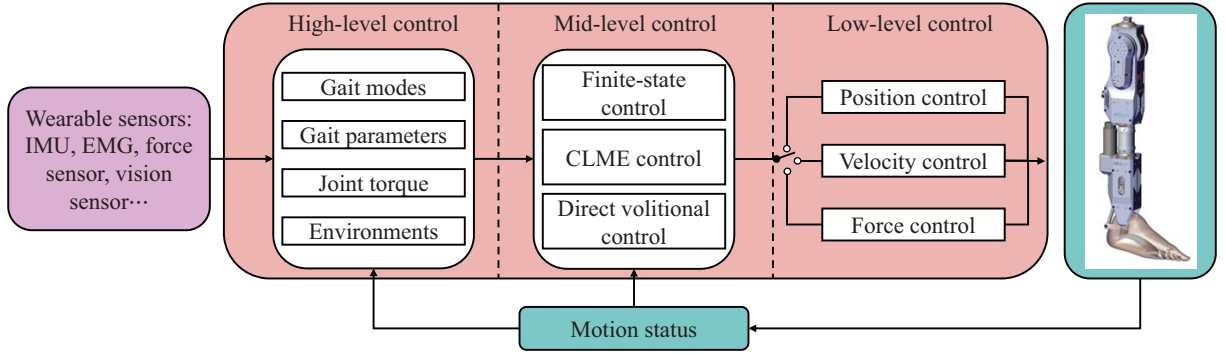 High-level control
Mid-level control
Low-level control
Wearable sensors:
IMU, EMG, force
sensor, vision
sensor⋯
Gait modes
Gait parameters
Joint torque
Environments
Finite-state
control
CLME control
Direct volitional
control
Position control
Velocity control
Force control
Motion status